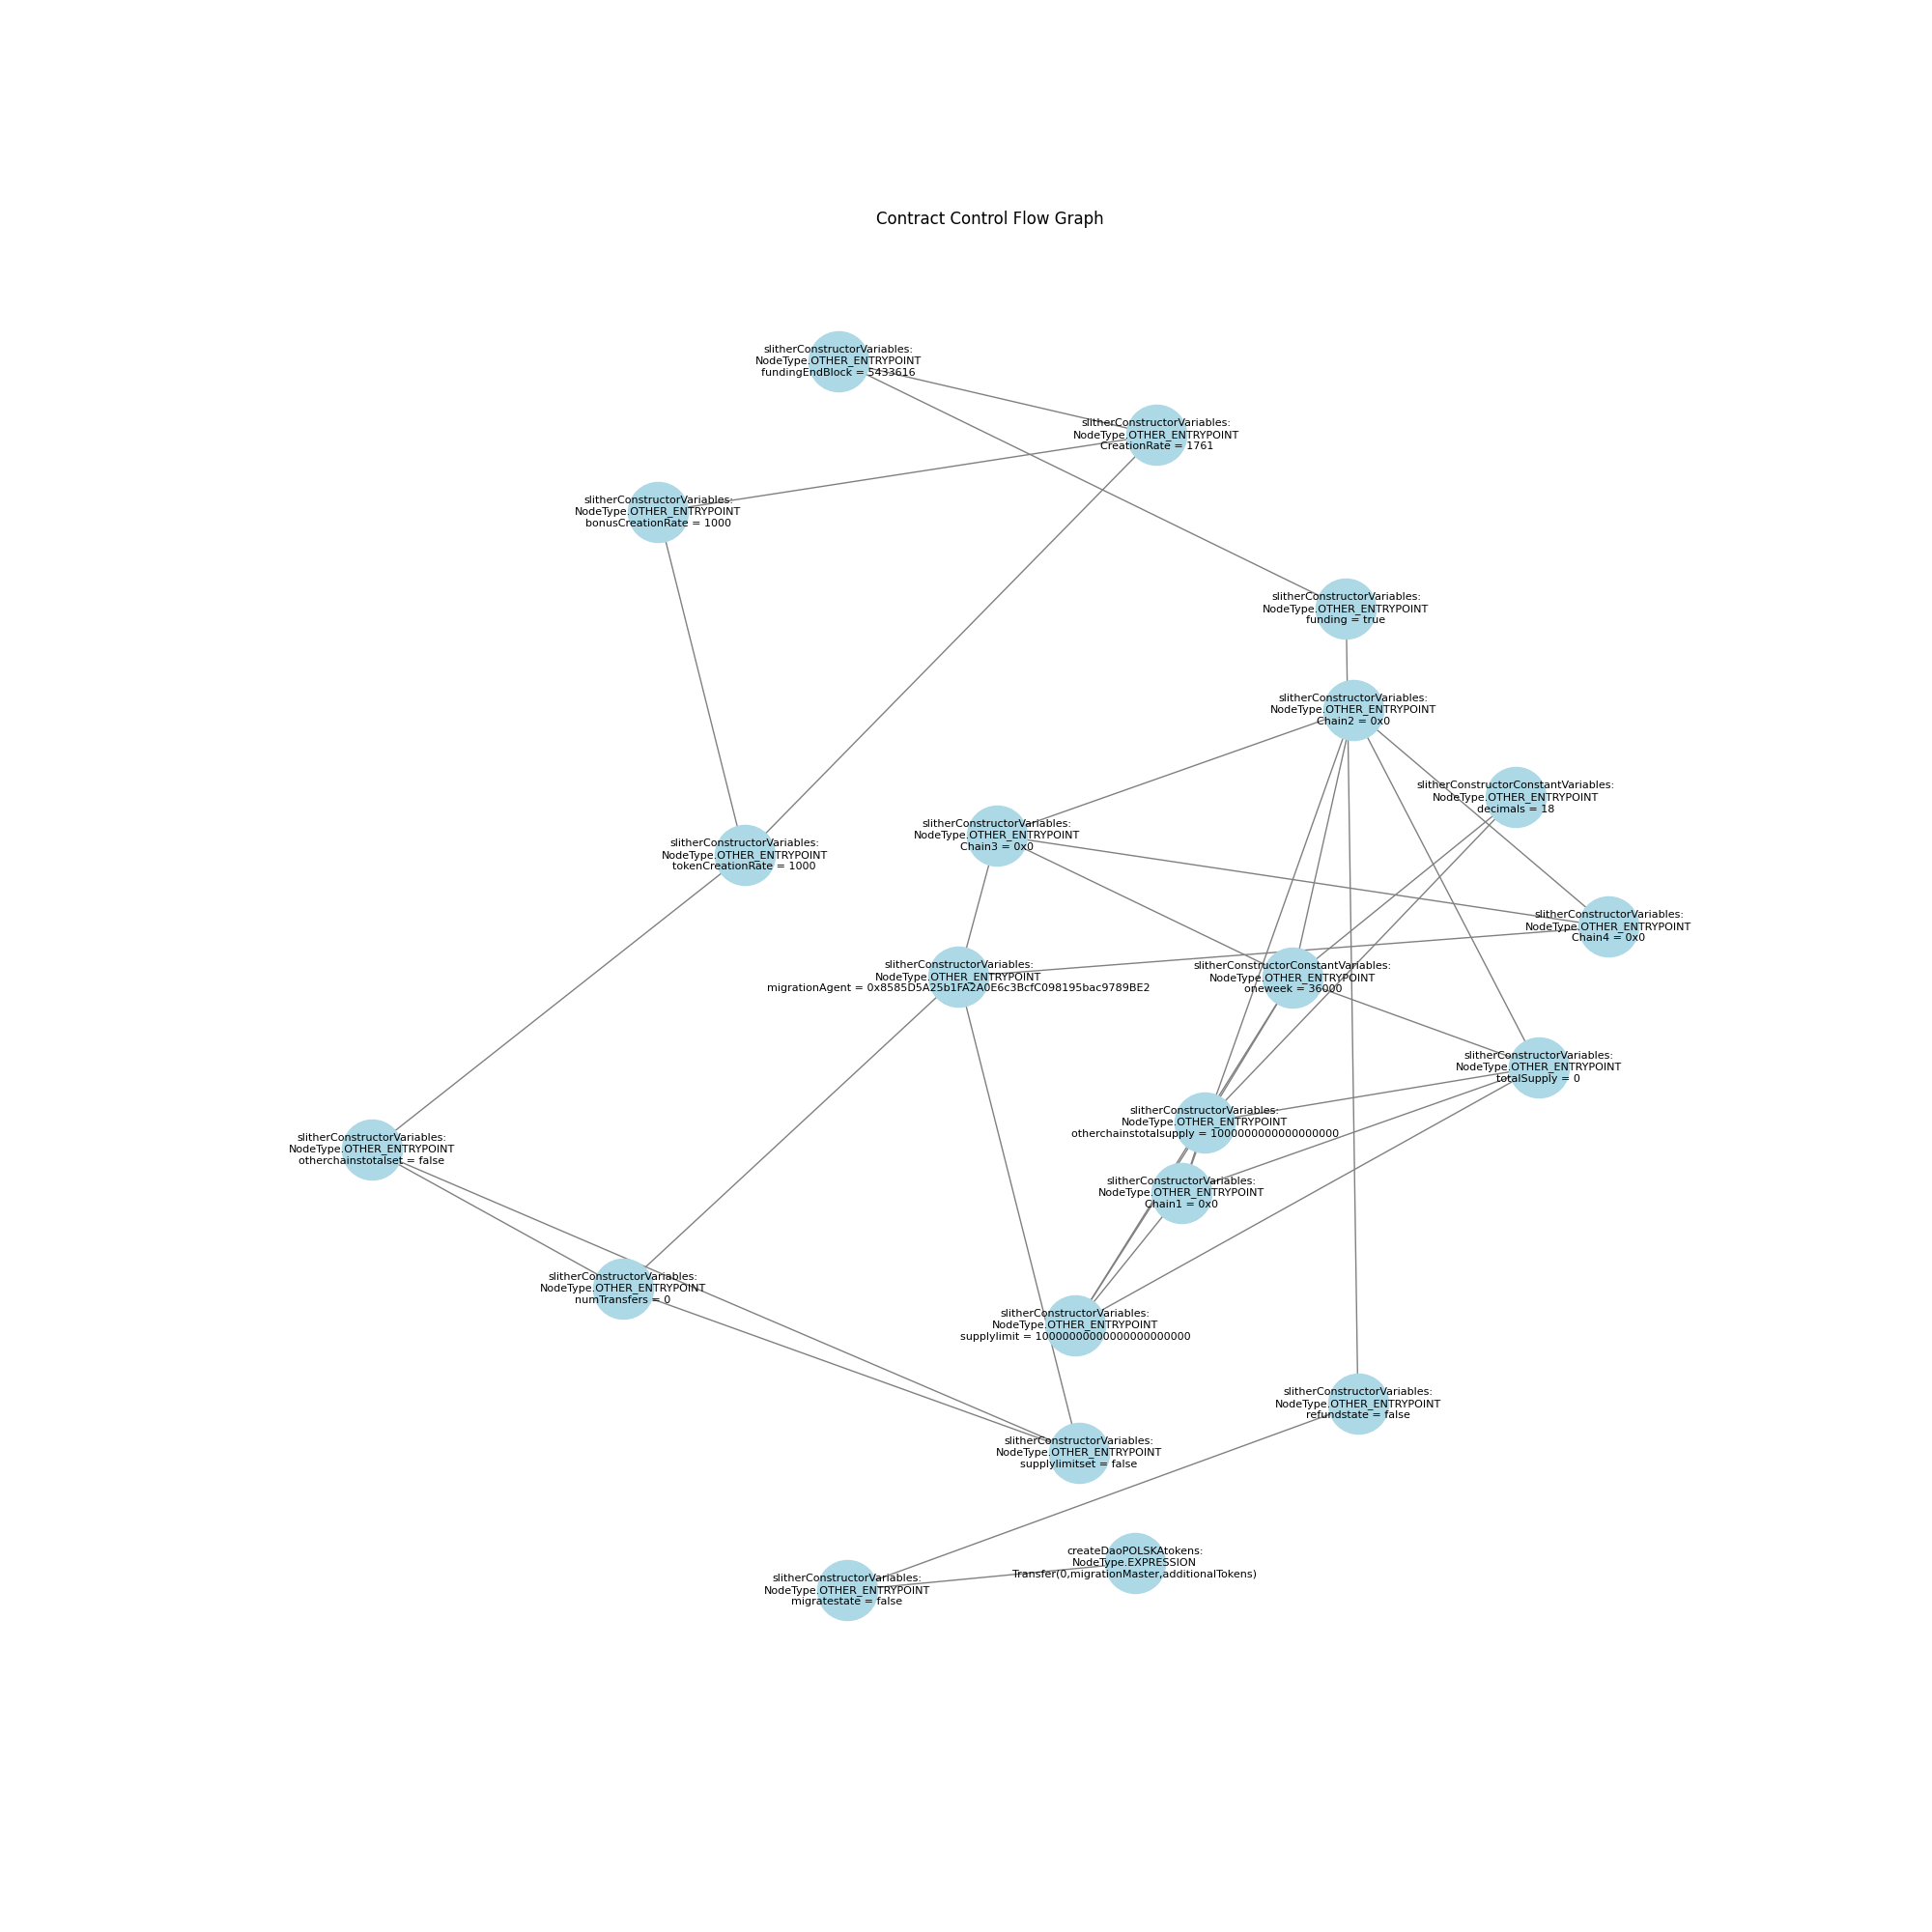 Contract Control Flow Graph
slitherConstructorVariables:
NodeType.OTHER_ENTRYPOINT
fundingEndBlock = 5433616
slitherConstructorVariables:
NodeType.OTHER_ENTRYPOINT
CreationRate = 1761
slitherConstructorVariables:
NodeType.OTHER_ENTRYPOINT
bonusCreationRate = 1000
slitherConstructorVariables:
NodeType.OTHER_ENTRYPOINT
funding = true
slitherConstructorVariables:
NodeType.OTHER_ENTRYPOINT
Chain2 = 0x0
slitherConstructorConstantVariables:
NodeType.OTHER_ENTRYPOINT
decimals = 18
slitherConstructorVariables:
NodeType.OTHER_ENTRYPOINT
Chain3 = 0x0
slitherConstructorVariables:
NodeType.OTHER_ENTRYPOINT
tokenCreationRate = 1000
slitherConstructorVariables:
NodeType.OTHER_ENTRYPOINT
Chain4 = 0x0
slitherConstructorVariables:
NodeType.OTHER_ENTRYPOINT
migrationAgent = 0x8585D5A25b1FA2A0E6c3BcfC098195bac9789BE2
slitherConstructorConstantVariables:
NodeType.OTHER_ENTRYPOINT
oneweek = 36000
slitherConstructorVariables:
NodeType.OTHER_ENTRYPOINT
totalSupply = 0
slitherConstructorVariables:
NodeType.OTHER_ENTRYPOINT
otherchainstotalsupply = 1000000000000000000
slitherConstructorVariables:
NodeType.OTHER_ENTRYPOINT
otherchainstotalset = false
slitherConstructorVariables:
NodeType.OTHER_ENTRYPOINT
Chain1 = 0x0
slitherConstructorVariables:
NodeType.OTHER_ENTRYPOINT
numTransfers = 0
slitherConstructorVariables:
NodeType.OTHER_ENTRYPOINT
supplylimit = 10000000000000000000000
slitherConstructorVariables:
NodeType.OTHER_ENTRYPOINT
refundstate = false
slitherConstructorVariables:
NodeType.OTHER_ENTRYPOINT
supplylimitset = false
createDaoPOLSKAtokens:
NodeType.EXPRESSION
Transfer(0,migrationMaster,additionalTokens)
slitherConstructorVariables:
NodeType.OTHER_ENTRYPOINT
migratestate = false